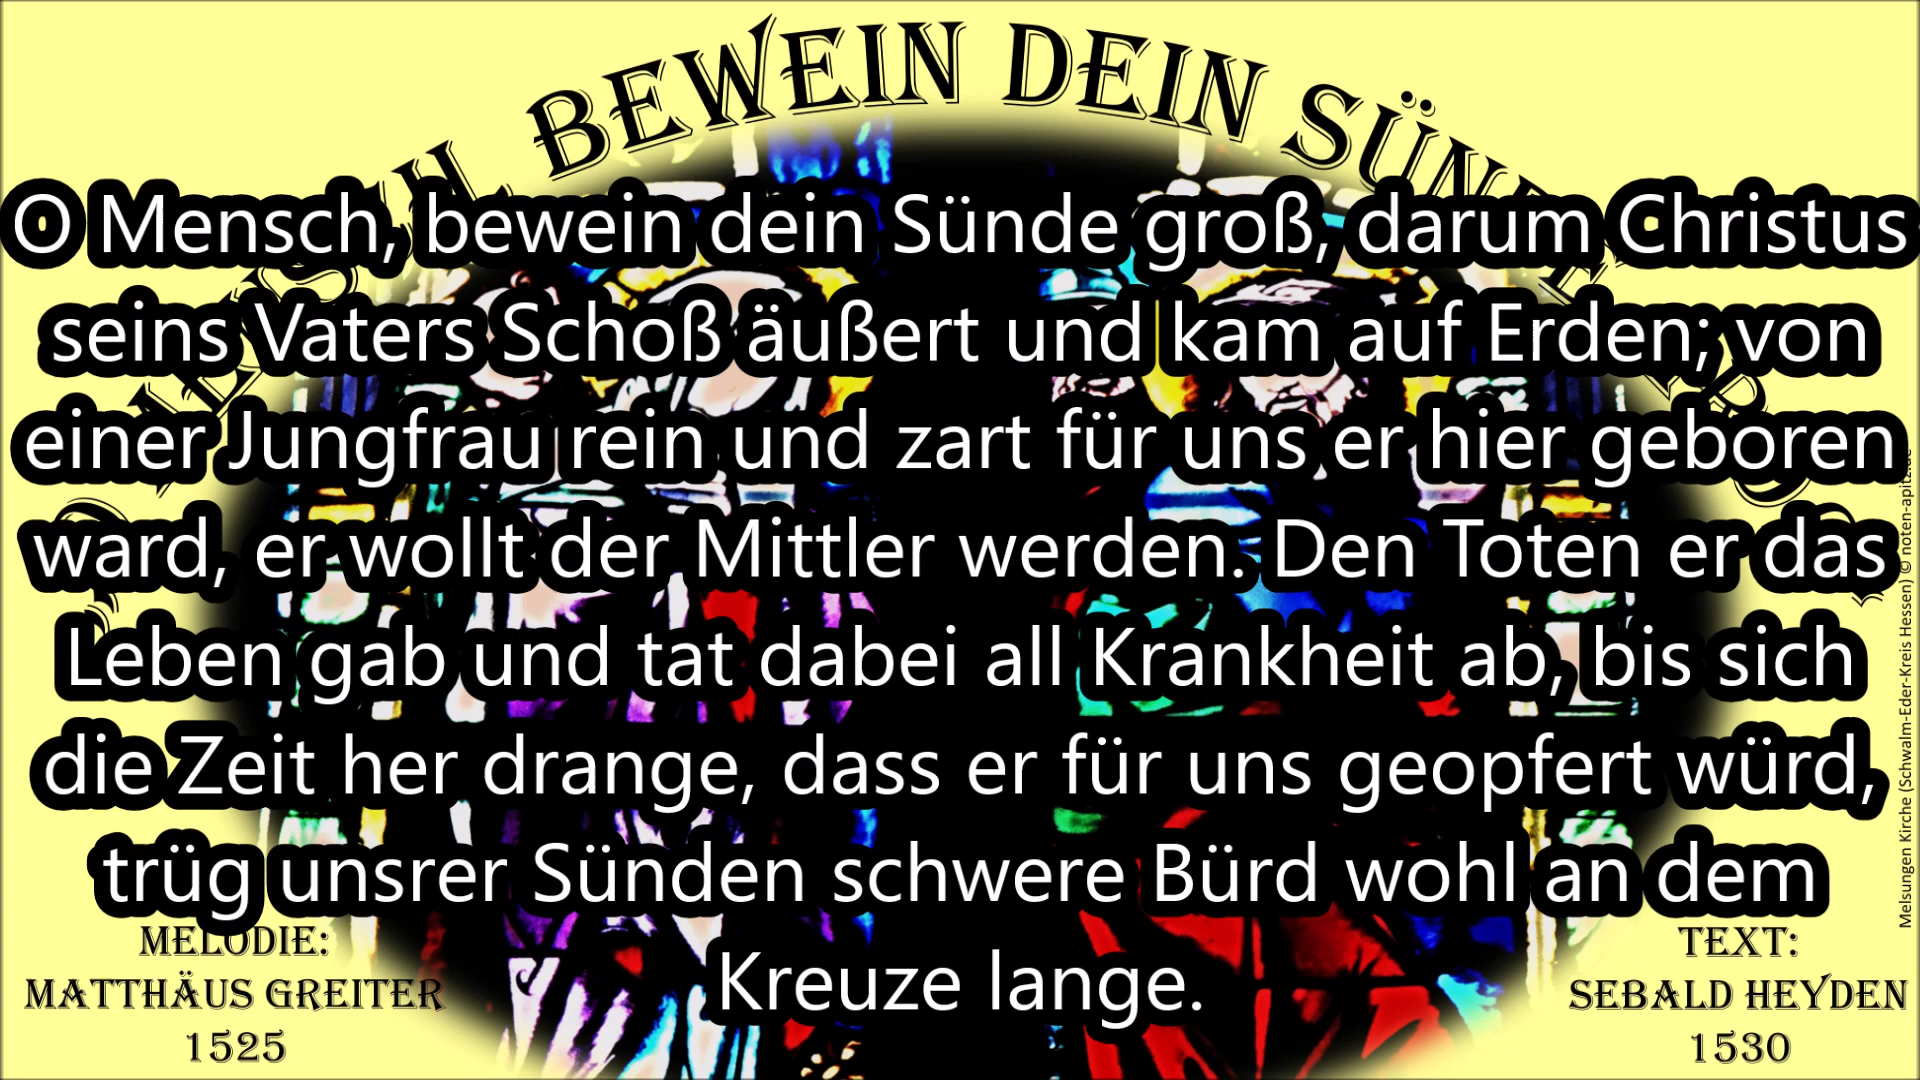 BEWEIN DEIN
O Mensch, bewein dein Sünde groß, darum Christus
seins Vaters Schoß äußert und kam auf Erden; von
einer Jungfrau rein und zart für uns er hier geboren
ward, er wollt der Mittler werden. Den Toten er das
Leben gab und tat dabei all Krankheit ab, bis sich
die Zeit her drange, dass er für uns geopfert würd,
trüg unsrer Sünden schwere Bürd wohl an dem
Kreuze lange.
MELODIE:
MATTHÄUS GREITER
1525
TEXT:
SEBALD HEYDEN
1530
Melsungen Kirche (Schwalm-Eder-Kreis Hessen) © noten-apitz.de